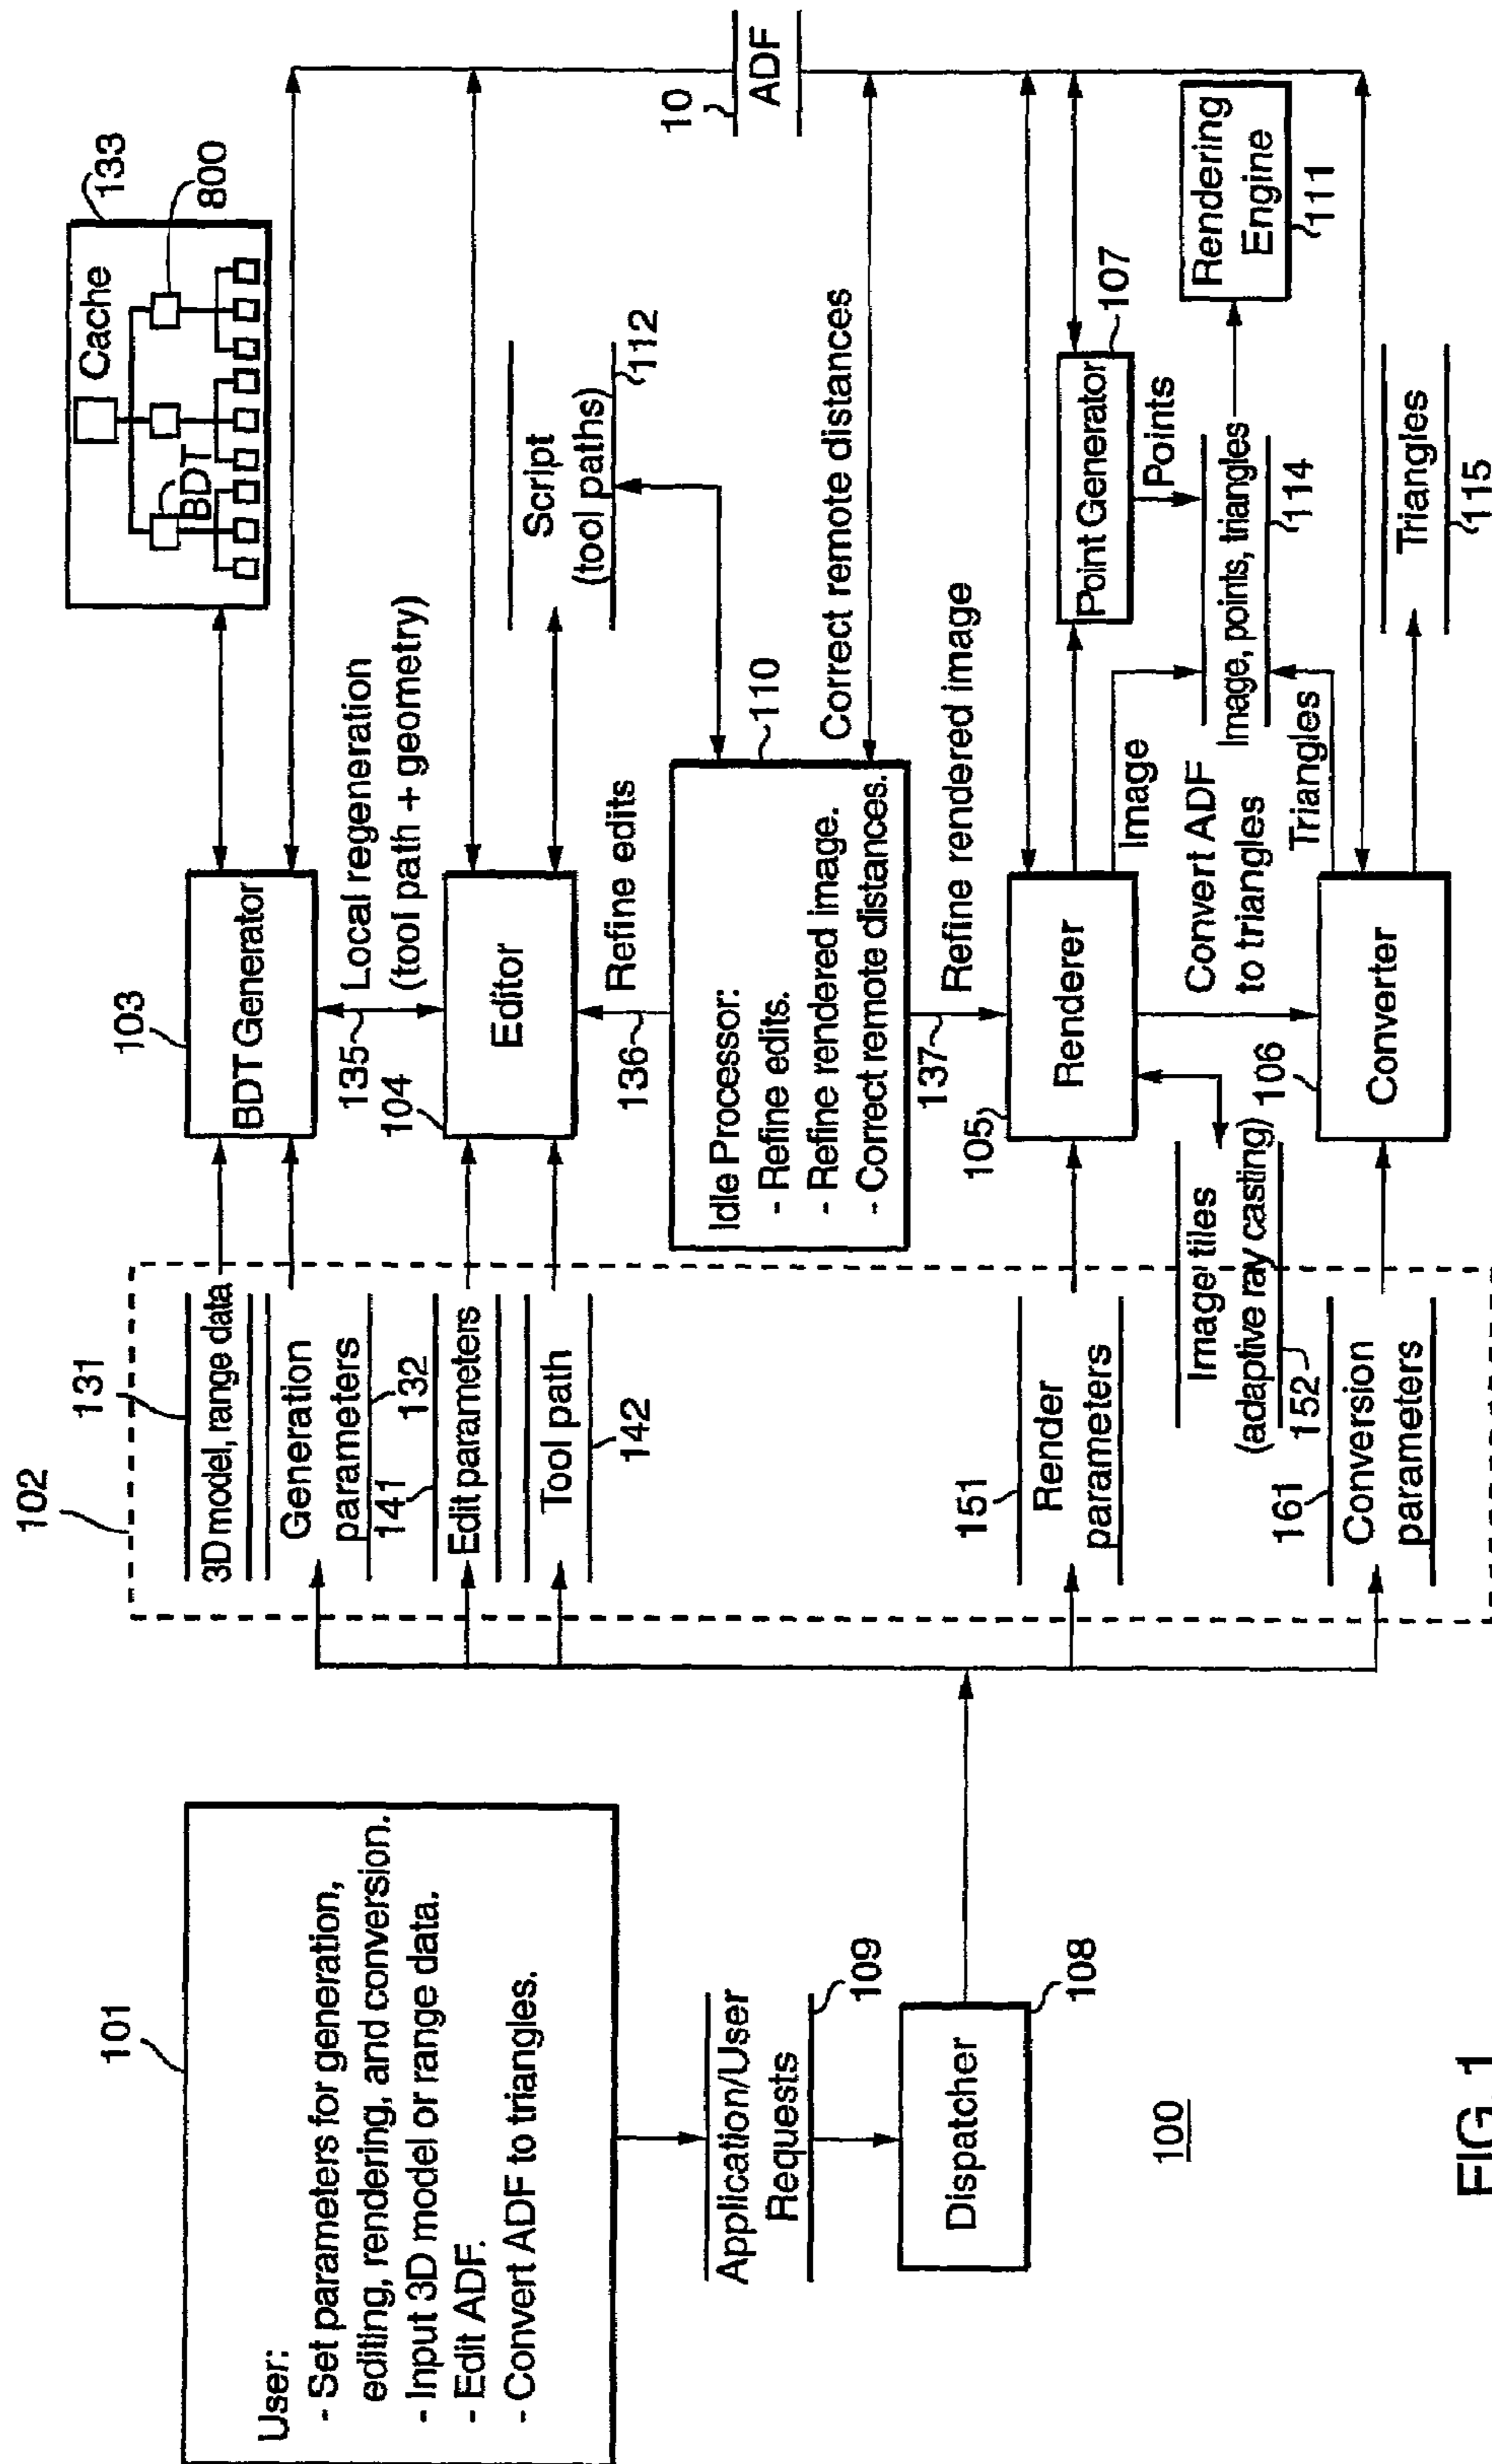 101
User:
- Set parameters for generation,
editing, rendering, and conversion.
- Input 3D model or range data.
- Edit ADF.
- Convert ADF to triangles.
Application/User
Requests
109
Dispatcher
108
100
102
131
3D model, range data
Generation
parameters
132
141
Edit parameters
Tool path
142
151
Render
parameters
Image tiles
(adaptive ray casting)
152
161
Conversion
parameters
103
BDT Generator
135
Local regeneration
(tool path + geometry)
104
Editor
136
Refine edits
110
Idle Processor:
- Refine edits.
- Refine rendered image.
- Correct remote distances.
137
Refine rendered image
105
Renderer
106
Convert ADF
to triangles
Converter
133
Cache
BDT
800
Script
(tool paths)
112
Correct remote distances
10
ADF
107
Point Generator
Points
Image
Image, points, triangles
114
Triangles
Rendering
Engine
111
Triangles
115
FIG. 1